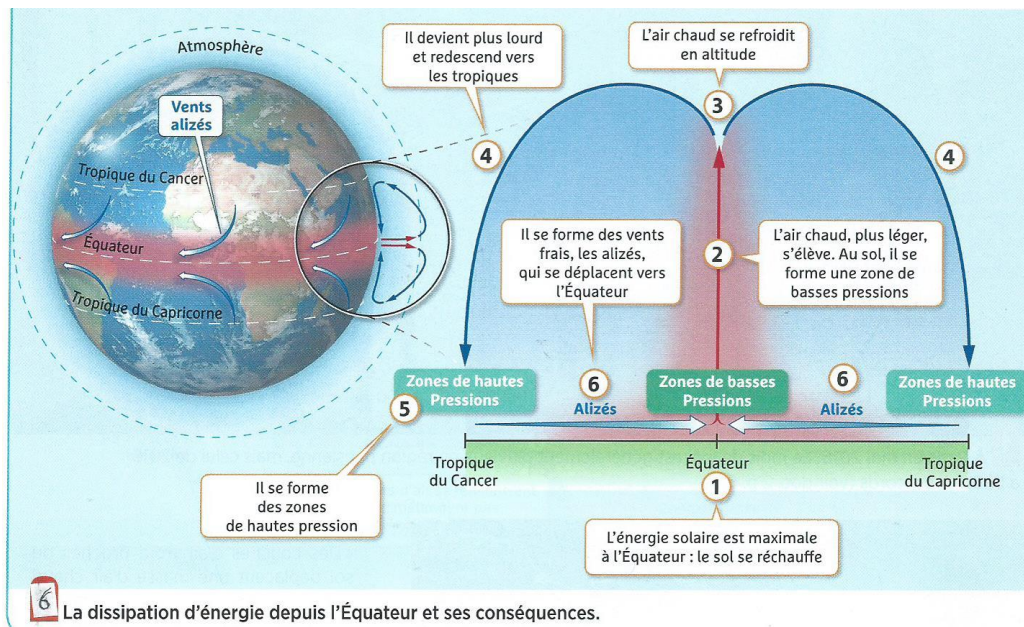 Atmosphère
Vents
alizés
Tropique du Cancer
Équateur
Tropique du Capricorne
Il devient plus lourd
et redescend vers
les tropiques
4
L'air chaud se refroidit
en altitude
3
4
Il se forme des vents
frais, les alizés,
qui se déplacent vers
l'Équateur
2
L'air chaud, plus léger,
s'élève. Au sol, il se
forme une zone de
basses pressions
Zones de hautes
Pressions
5
6
Alizés
Zones de basses
Pressions
6
Alizés
Zones de hautes
Pressions
Tropique
du Cancer
Équateur
Tropique
du Capricorne
1
Il se forme
des zones
de hautes pression
L'énergie solaire est maximale
à l'Équateur : le sol se réchauffe
6 La dissipation d'énergie depuis l'Équateur et ses conséquences.